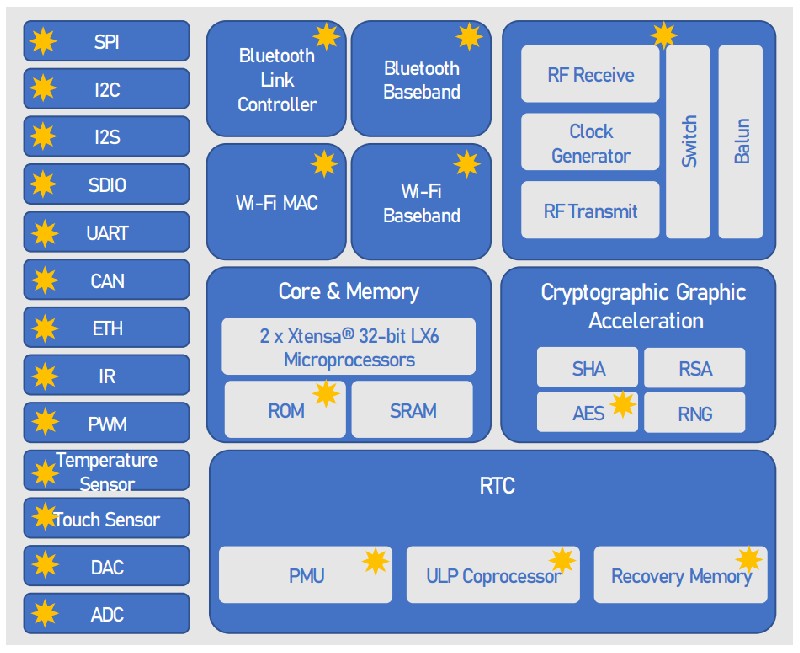 SPI
I2C
I2S
SDIO
UART
CAN
ETH
IR
PWM
Temperature
Sensor
Touch Sensor
DAC
ADC
Bluetooth
Link
Controller
Bluetooth
Baseband
Wi-Fi MAC
Wi-Fi
Baseband
RF Receive
Clock
Generator
RF Transmit
Switch
Balun
Core & Memory
2 x Xtensa® 32-bit LX6
Microprocessors
ROM
SRAM
Cryptographic Graphic
Acceleration
SHA
RSA
AES
RNG
RTC
PMU
ULP Coprocessor
Recovery Memory